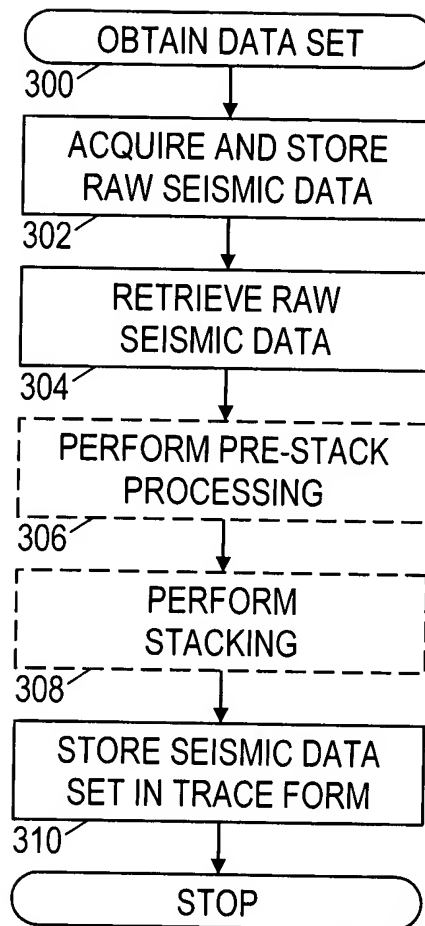 OBTAIN DATA SET
300
ACQUIRE AND STORE
RAW SEISMIC DATA
302
RETRIEVE RAW
SEISMIC DATA
304
PERFORM PRE-STACK
PROCESSING
306
PERFORM
STACKING
308
STORE SEISMIC DATA
SET IN TRACE FORM
310
STOP